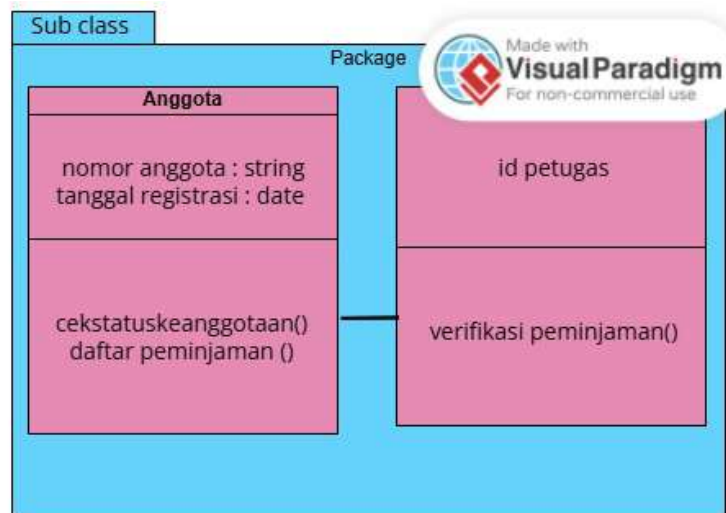 Sub class
Package
Made with
Visual Paradigm
For non-commercial use
Anggota
nomor anggota : string
tanggal registrasi : date
cekstatuskeanggotaan()
daftar peminjaman ()
id petugas
verifikasi peminjaman()